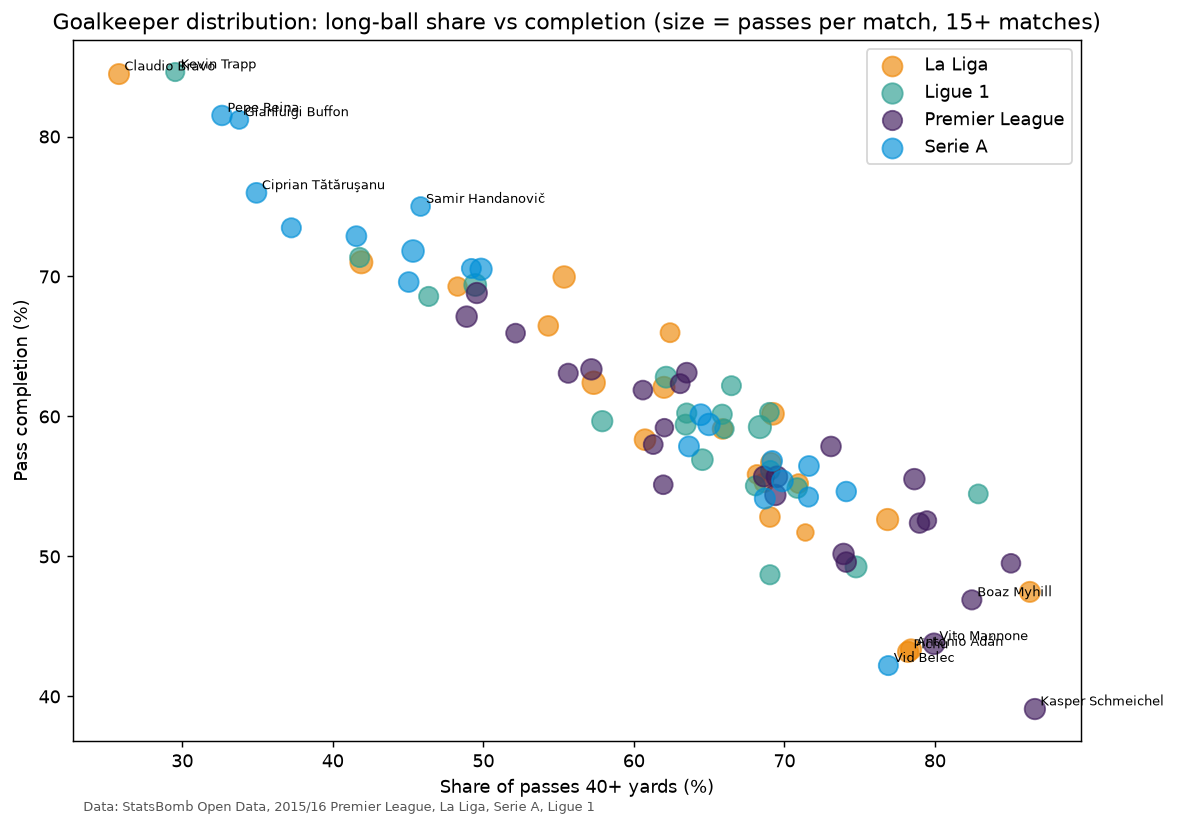 Goalkeeper distribution: long-ball share vs completion (size = passes per match, 15+ matches)
La Liga
Ligue 1
Premier League
Serie A
Claudio Bravo
Kevin Trapp
Pepe Reina
Gianluigi Buffon
Ciprian Tătărușanu
Samir Handanovič
Boaz Myhill
Vito Mannone
Antonio Adán
Vid Belec
Kasper Schmeichel
80
70
60
50
40
Pass completion (%)
30
40
50
60
70
80
Share of passes 40+ yards (%)
Data: StatsBomb Open Data, 2015/16 Premier League, La Liga, Serie A, Ligue 1